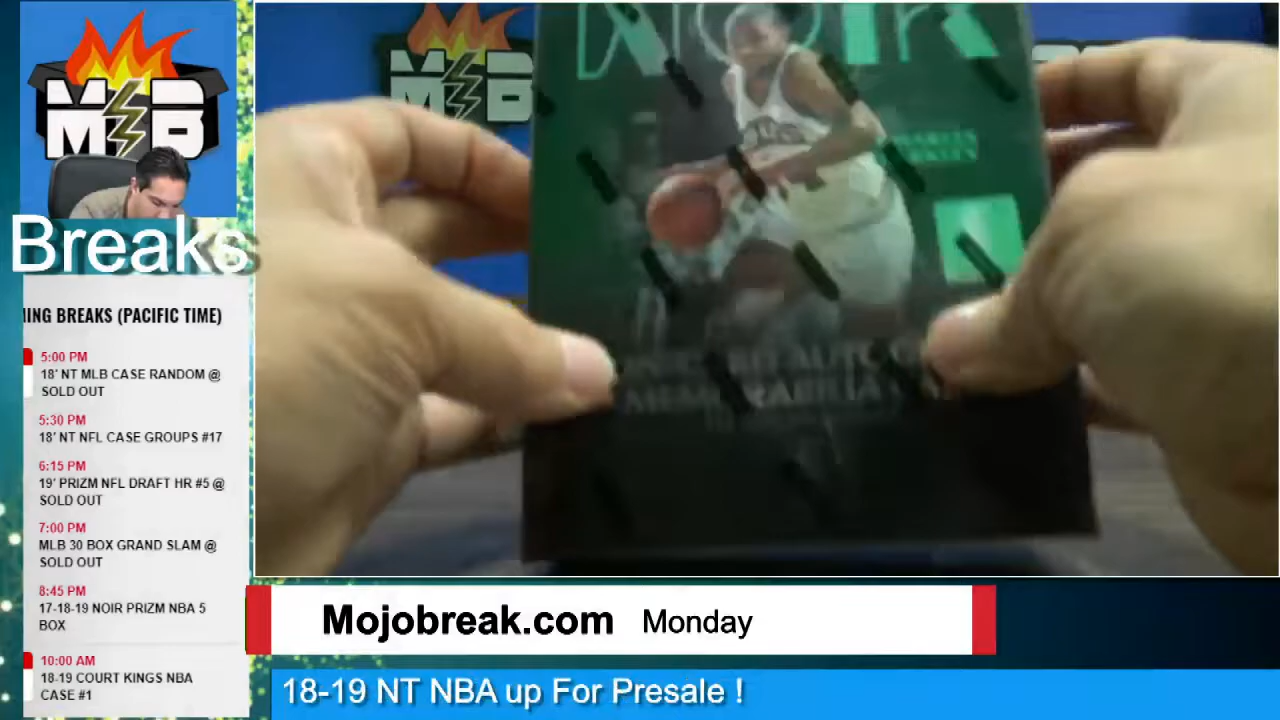 MOB
MOB
Breaks
ING BREAKS (PACIFIC TIME)
5:00 PM
18' NT MLB CASE RANDOM @
SOLD OUT
5:30 PM
18' NT NFL CASE GROUPS #17
6:15 PM
19' PRIZM NFL DRAFT HR #5 @
SOLD OUT
7:00 PM
MLB 30 BOX GRAND SLAM @
SOLD OUT
8:45 PM
17-18-19 NOIR PRIZM NBA 5
BOX
10:00 AM
18-19 COURT KINGS NBA
CASE #1
NOIR
MEMORABILIA
Mojobreak.com Monday
18-19 NT NBA up For Presale !